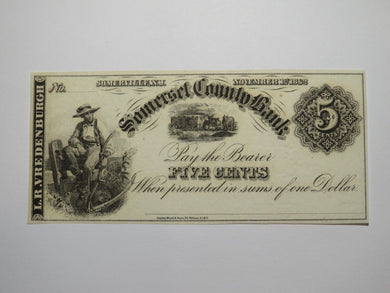 SOMERVILLE, N.J. NOVEMBER 1st 1862
No.
Somerset County Bank
5
CENTS
L.R. VREDENBURGH
Pay the Bearer
FIVE CENTS
When presented in sums of one Dollar.